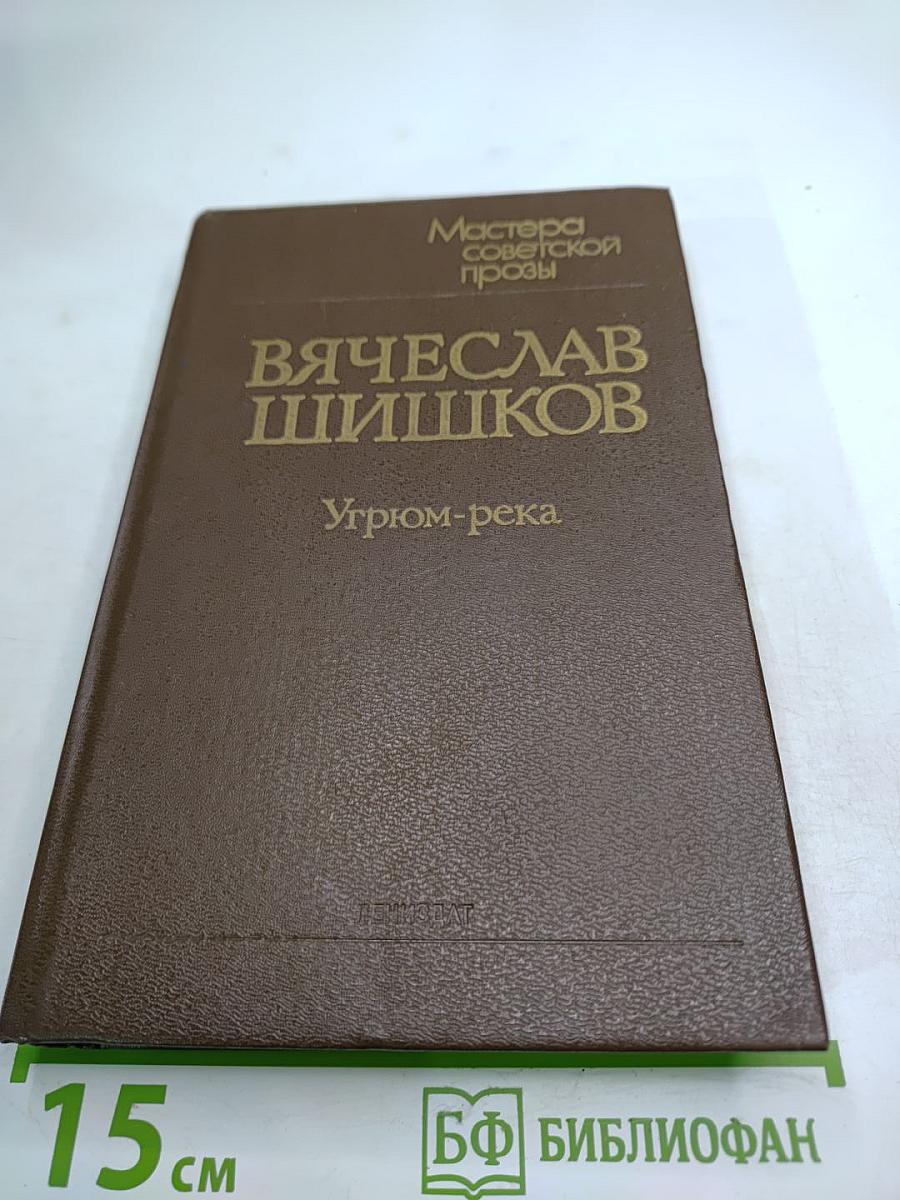 Мастера
советской
прозы
ВЯЧЕСЛАВ
ШИШКОВ
Угрюм-река
ЛЕНИЗДАТ
15 см
БФ БИБЛИОФАН